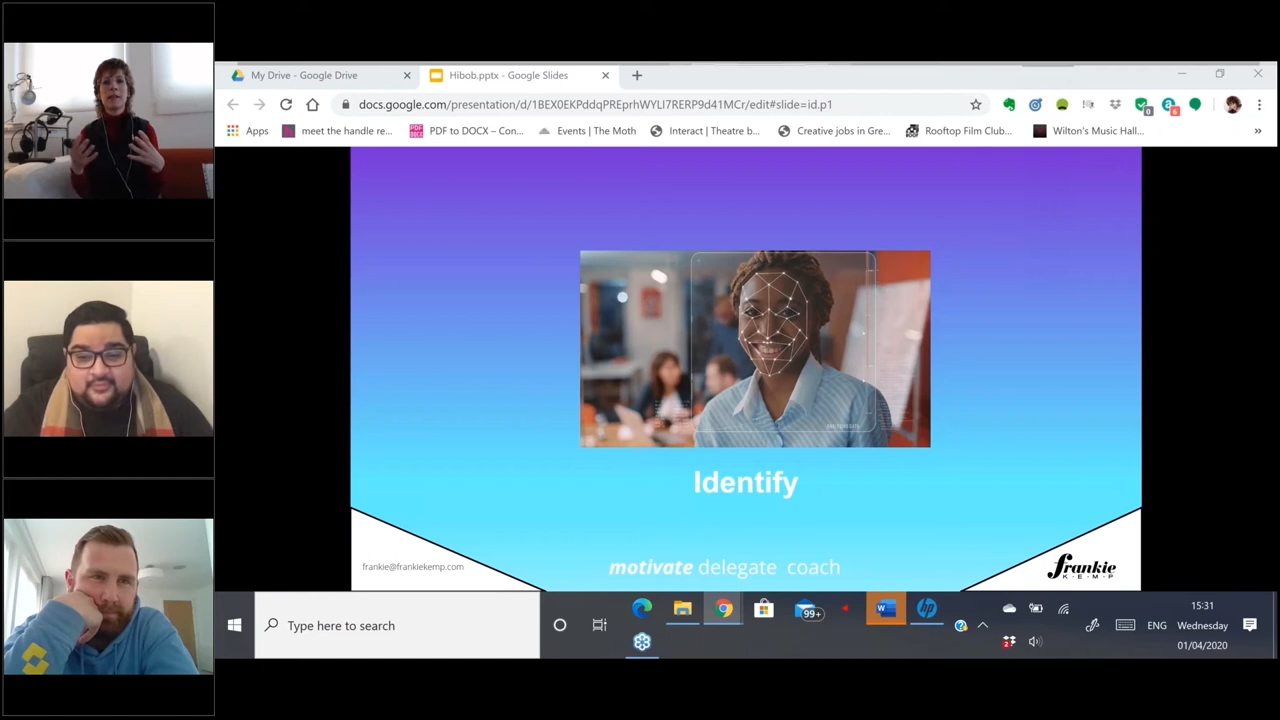 My Drive - Google Drive
Hibob.pptx - Google Slides
docs.google.com/presentation/d/1BEX0EKPddqPREprhWYLI7RERP9d41MCr/edit#slide=id.p1
Apps
meet the handle re...
PDF to DOCX – Con...
Events | The Moth
Interact | Theatre b...
Creative jobs in Gre...
Rooftop Film Club...
Wilton's Music Hall...
Identify
frankie@frankiekemp.com
motivate delegate coach
frankie
KEMP
Type here to search
99+
ENG
15:31
Wednesday
01/04/2020